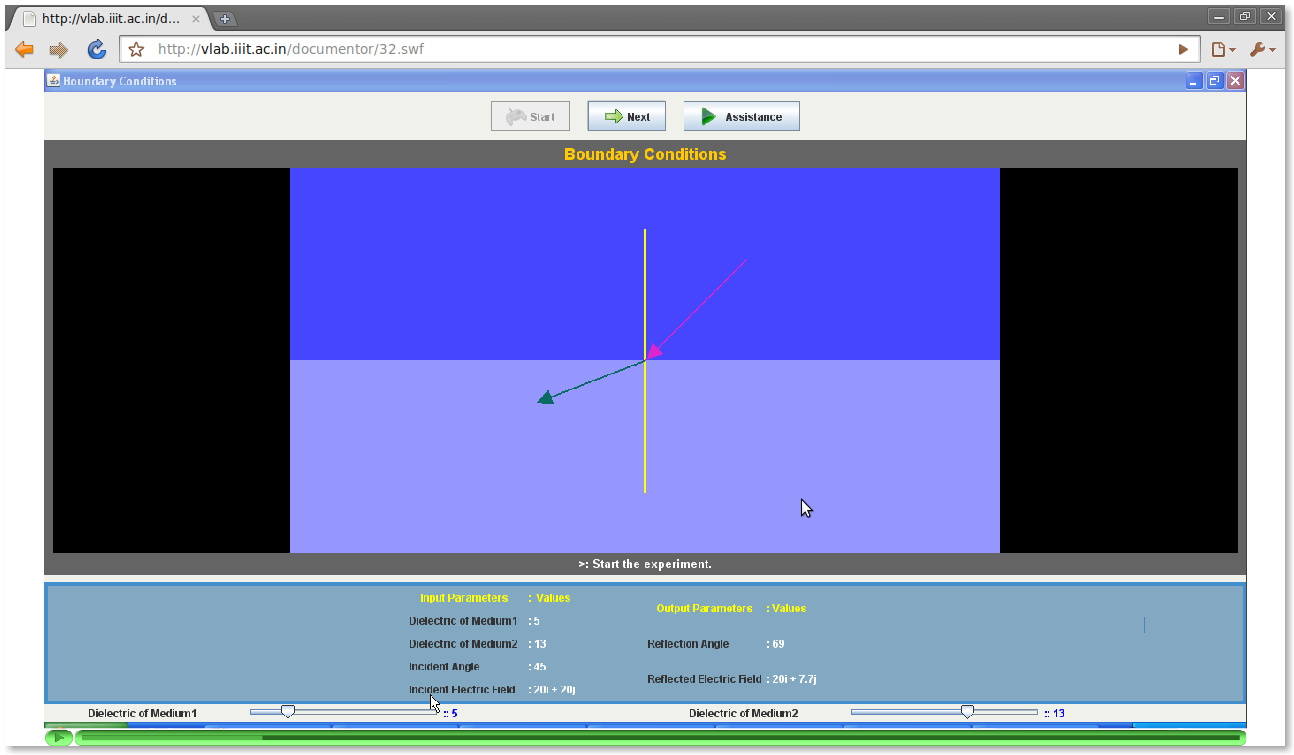 http://vlab.iiit.ac.in/d...
http://vlab.iiit.ac.in/documentor/32.swf
Boundary Conditions
Start Next Assistance
Boundary Conditions
>: Start the experiment.
Input Parameters : Values
Dielectric of Medium1 : 5
Dielectric of Medium2 : 13
Incident Angle : 45
Incident Electric Field : 20i + 20j
Output Parameters : Values
Reflection Angle : 69
Reflected Electric Field : 20i + 7.7j
Dielectric of Medium1 :: 5
Dielectric of Medium2 :: 13